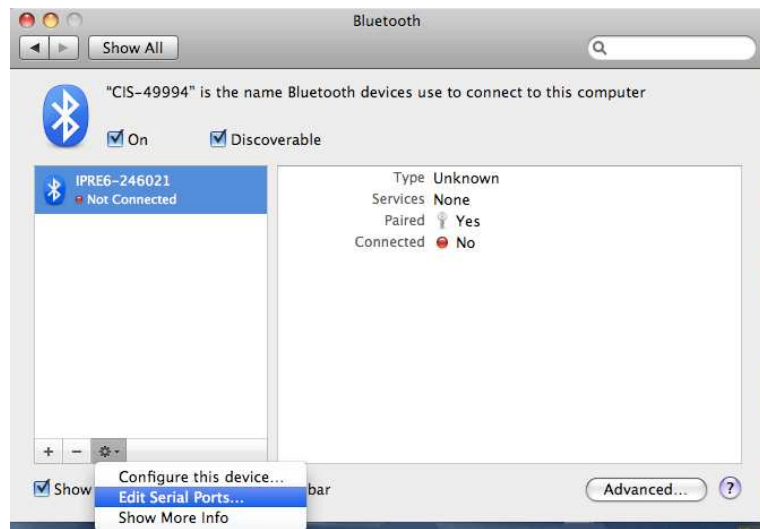 Bluetooth
Show All
"CIS-49994" is the name Bluetooth devices use to connect to this computer
On Discoverable
IPRE6-246021
Not Connected
Type Unknown
Services None
Paired Yes
Connected No
Configure this device...
Show bar Advanced... ?
Edit Serial Ports...
Show More Info